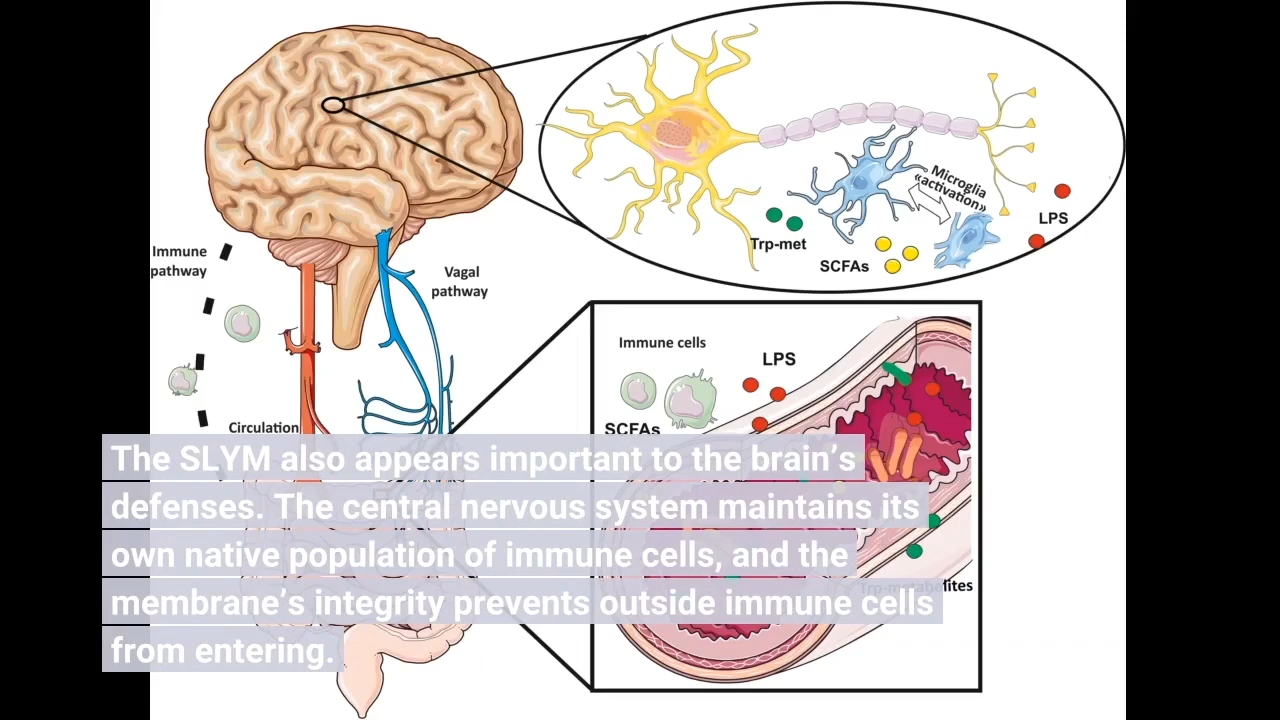 Immune
pathway
Vagal
pathway
Circulation
Trp-met
SCFAs
Microglia
«activation»
LPS
Immune cells
LPS
SCFAs
Trp-metabolites
The SLYM also appears important to the brain’s
defenses. The central nervous system maintains its
own native population of immune cells, and the
membrane’s integrity prevents outside immune cells
from entering.